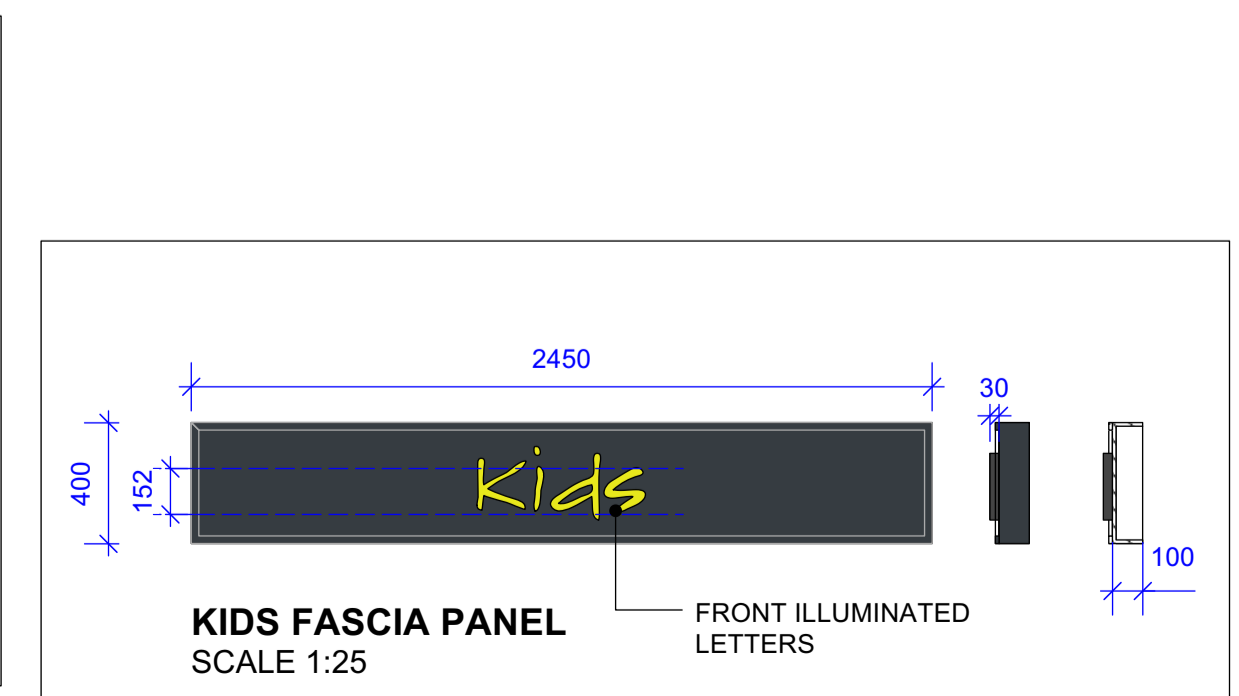 2450
30
400
152
Kids
100
KIDS FASCIA PANEL
SCALE 1:25
FRONT ILLUMINATED
LETTERS